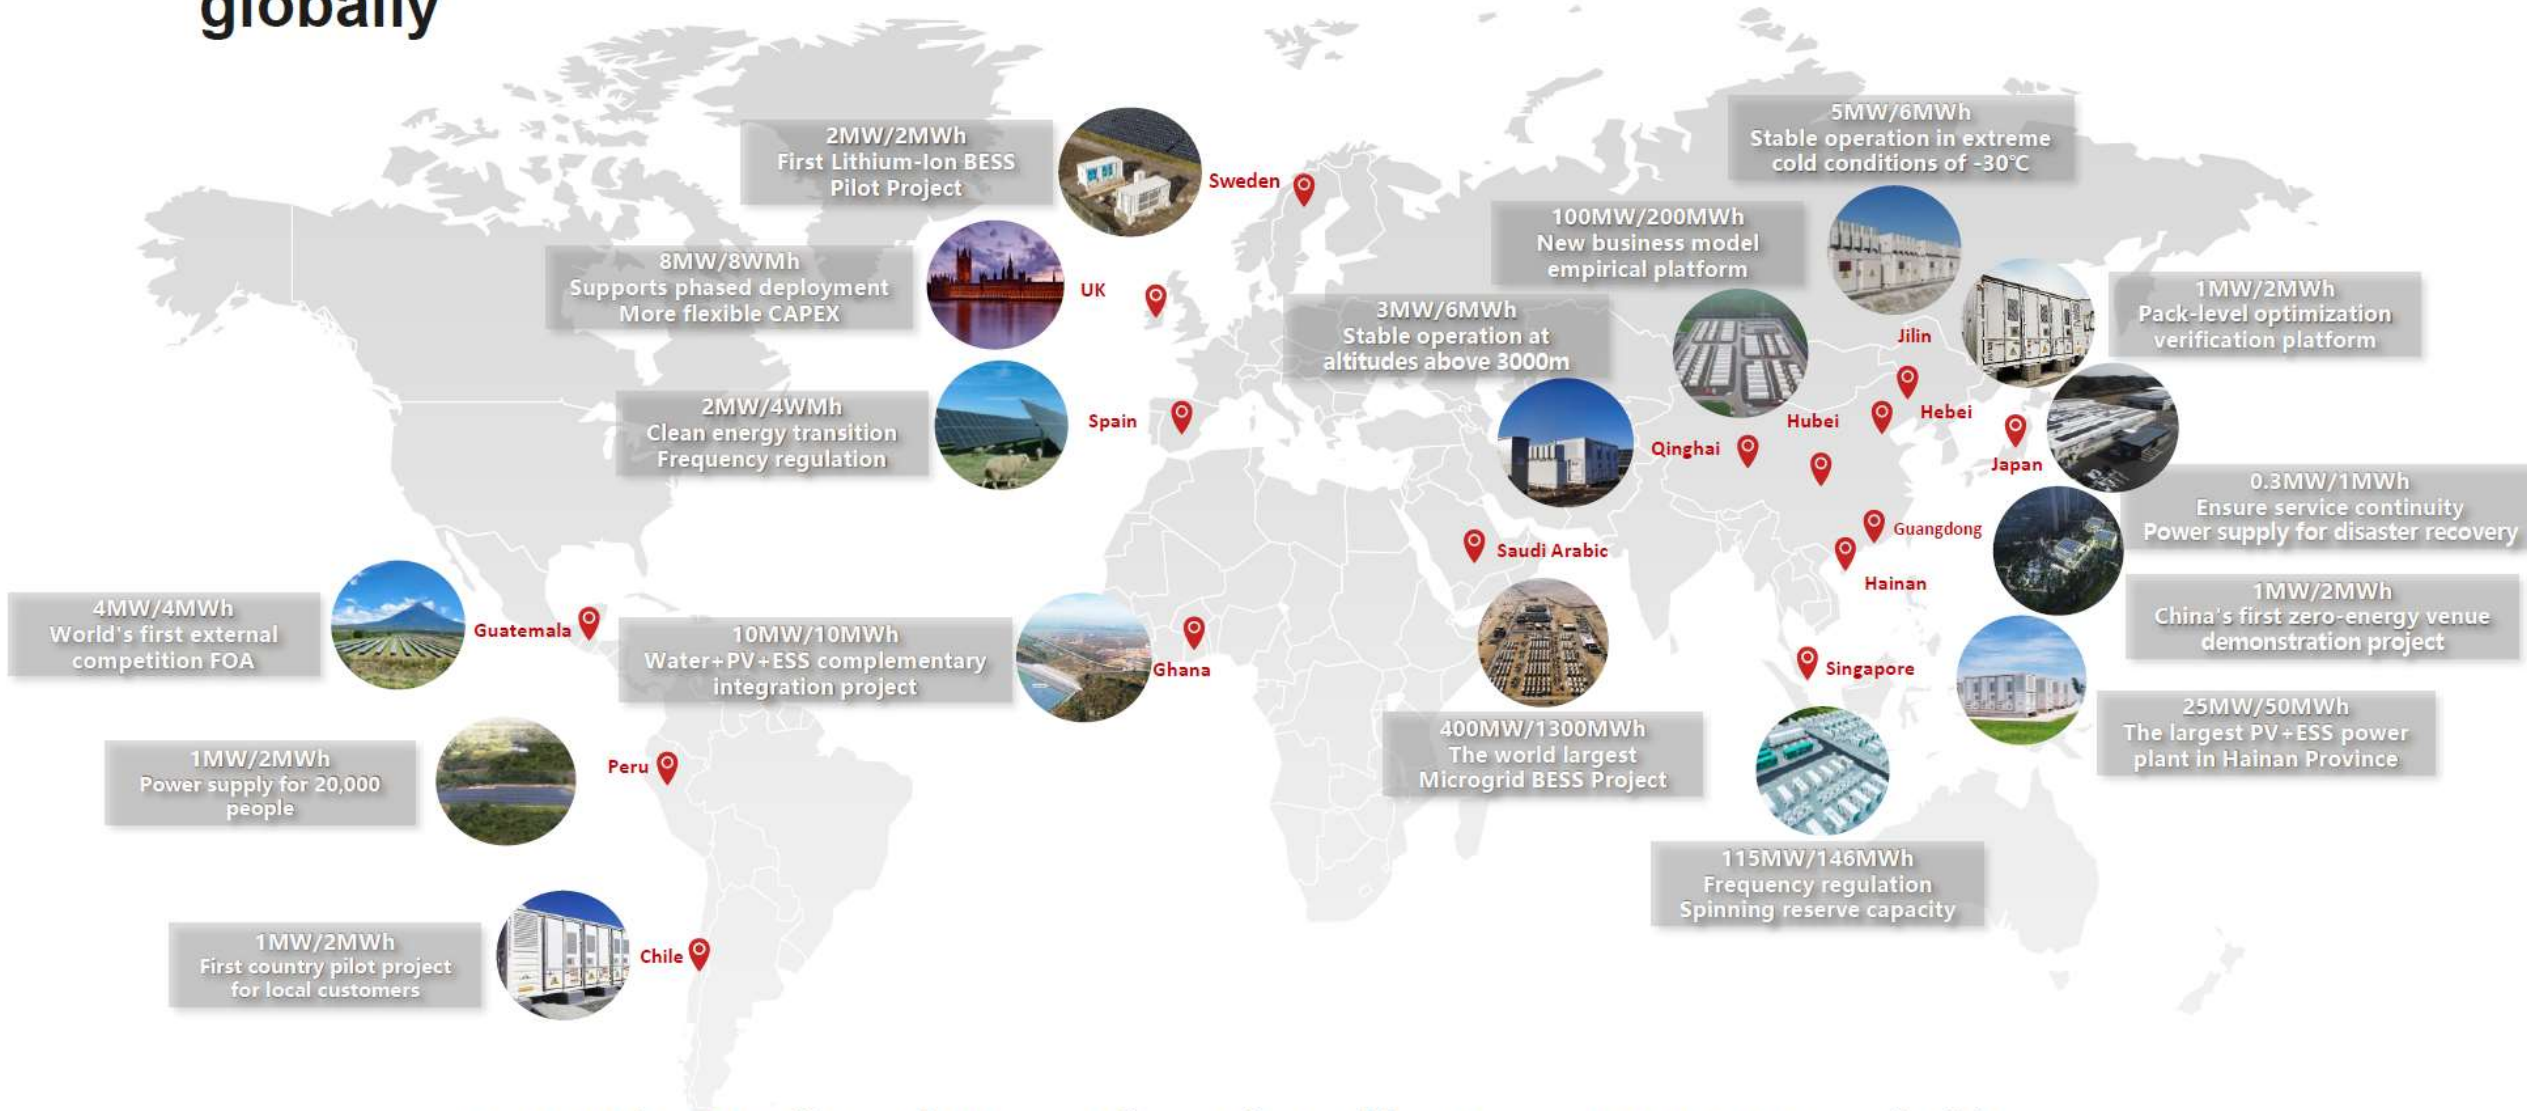 globally
2MW/2MWh
First Lithium-Ion BESS
Pilot Project
Sweden
8MW/8WMh
Supports phased deployment
More flexible CAPEX
UK
2MW/4WMh
Clean energy transition
Frequency regulation
Spain
5MW/6MWh
Stable operation in extreme
cold conditions of -30℃
Jilin
100MW/200MWh
New business model
empirical platform
Hubei
3MW/6MWh
Stable operation at
altitudes above 3000m
Qinghai
1MW/2MWh
Pack-level optimization
verification platform
Hebei
Japan
0.3MW/1MWh
Ensure service continuity
Power supply for disaster recovery
Guangdong
1MW/2MWh
China's first zero-energy venue
demonstration project
Hainan
25MW/50MWh
The largest PV+ESS power
plant in Hainan Province
Saudi Arabic
400MW/1300MWh
The world largest
Microgrid BESS Project
Singapore
115MW/146MWh
Frequency regulation
Spinning reserve capacity
4MW/4MWh
World's first external
competition FOA
Guatemala
10MW/10MWh
Water+PV+ESS complementary
integration project
Ghana
1MW/2MWh
Power supply for 20,000
people
Peru
1MW/2MWh
First country pilot project
for local customers
Chile